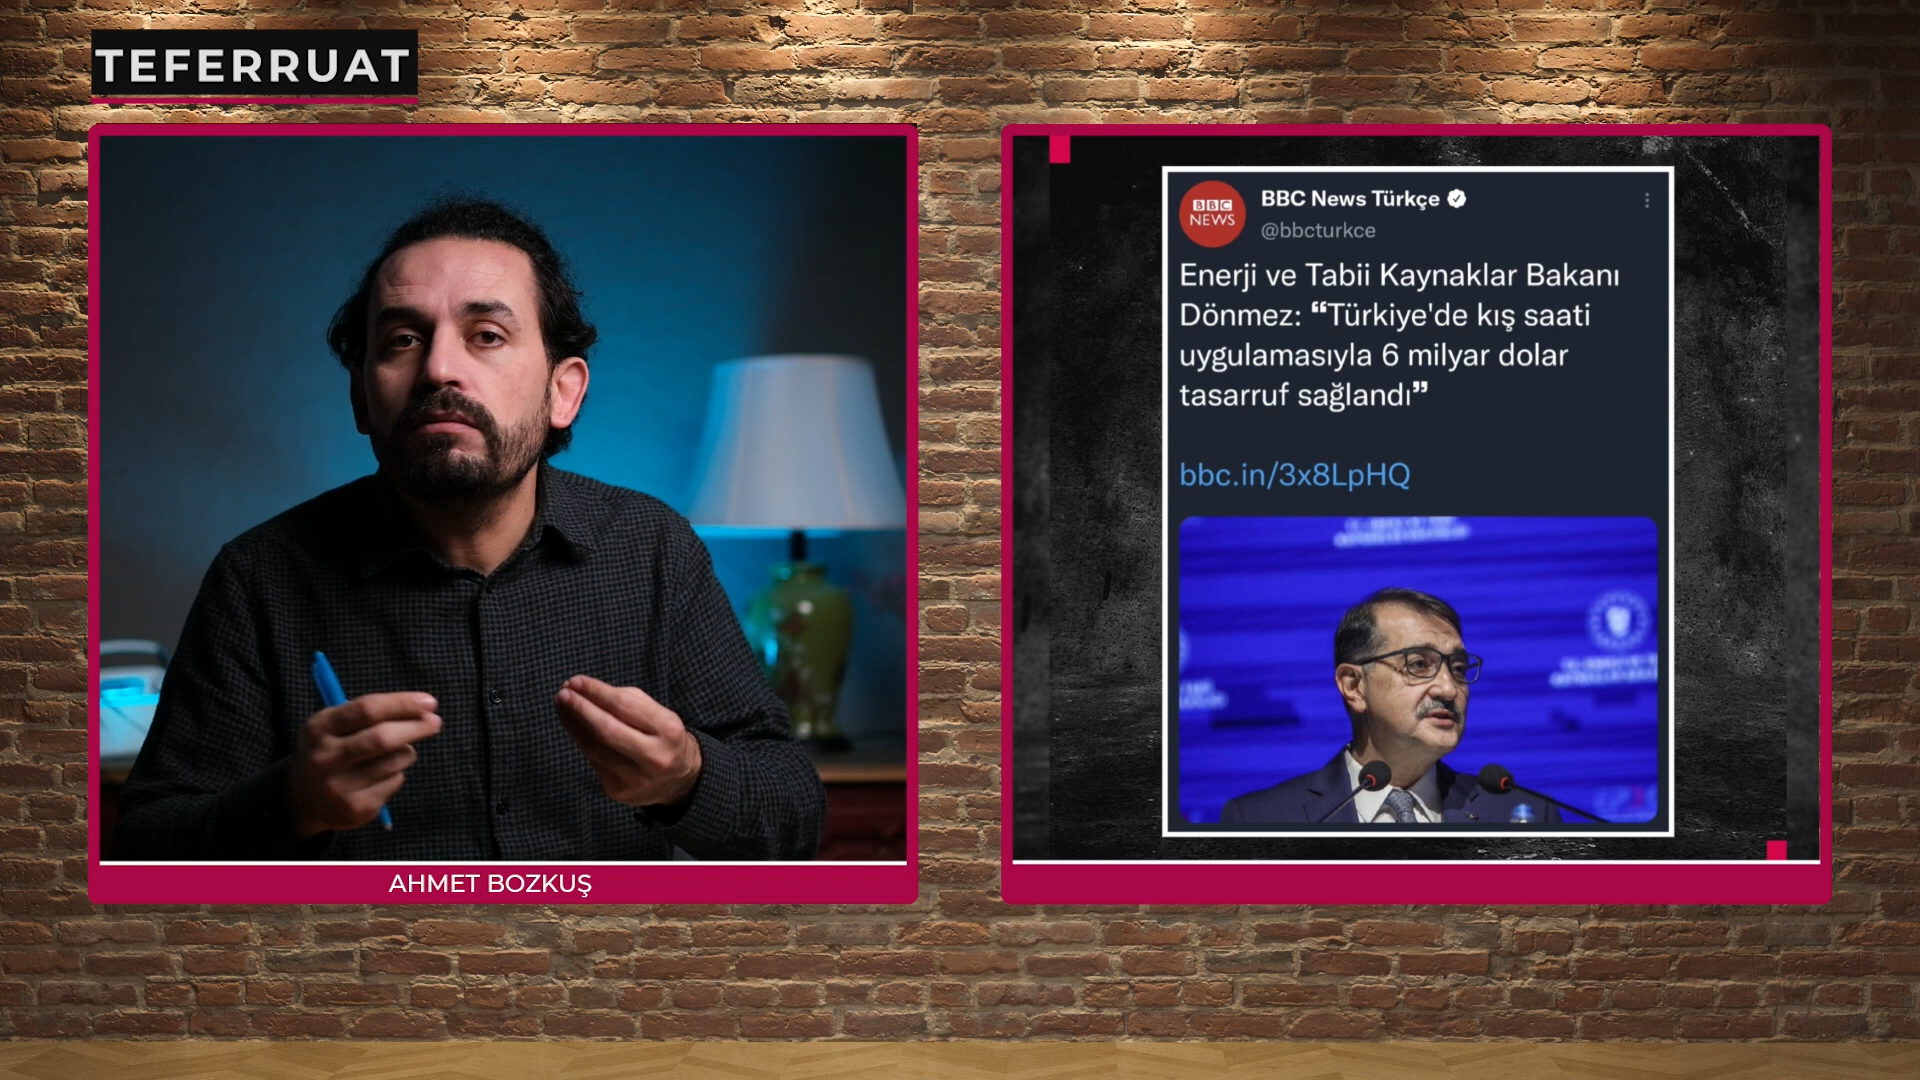 TEFERRUAT
AHMET BOZKUŞ
BBC
NEWS
BBC News Türkçe
@bbcturkce
Enerji ve Tabii Kaynaklar Bakanı
Dönmez: “Türkiye'de kış saati
uygulamasıyla 6 milyar dolar
tasarruf sağlandı”
bbc.in/3x8LpHQ